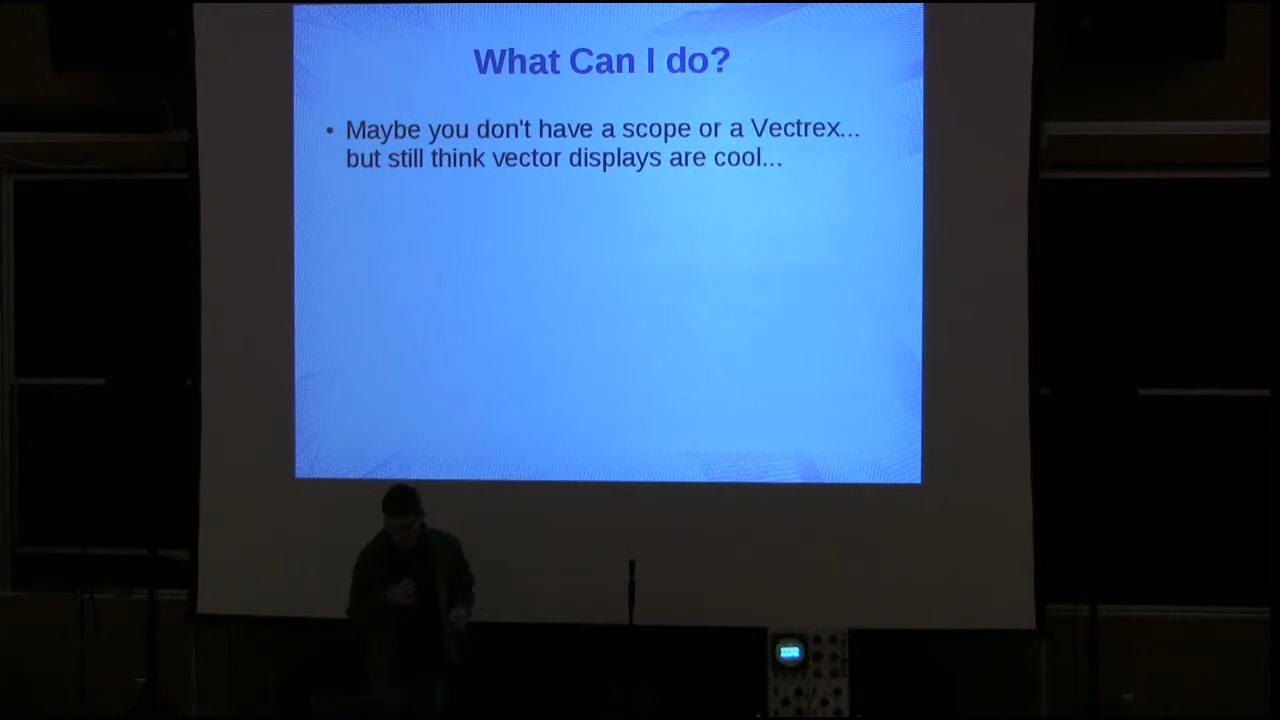 What Can I do?
• Maybe you don't have a scope or a Vectrex...
but still think vector displays are cool...